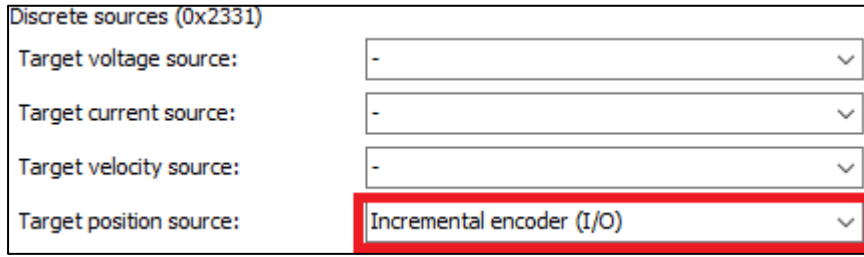 Discrete sources (0x2331)
Target voltage source: -
Target current source: -
Target velocity source: -
Target position source: Incremental encoder (I/O)